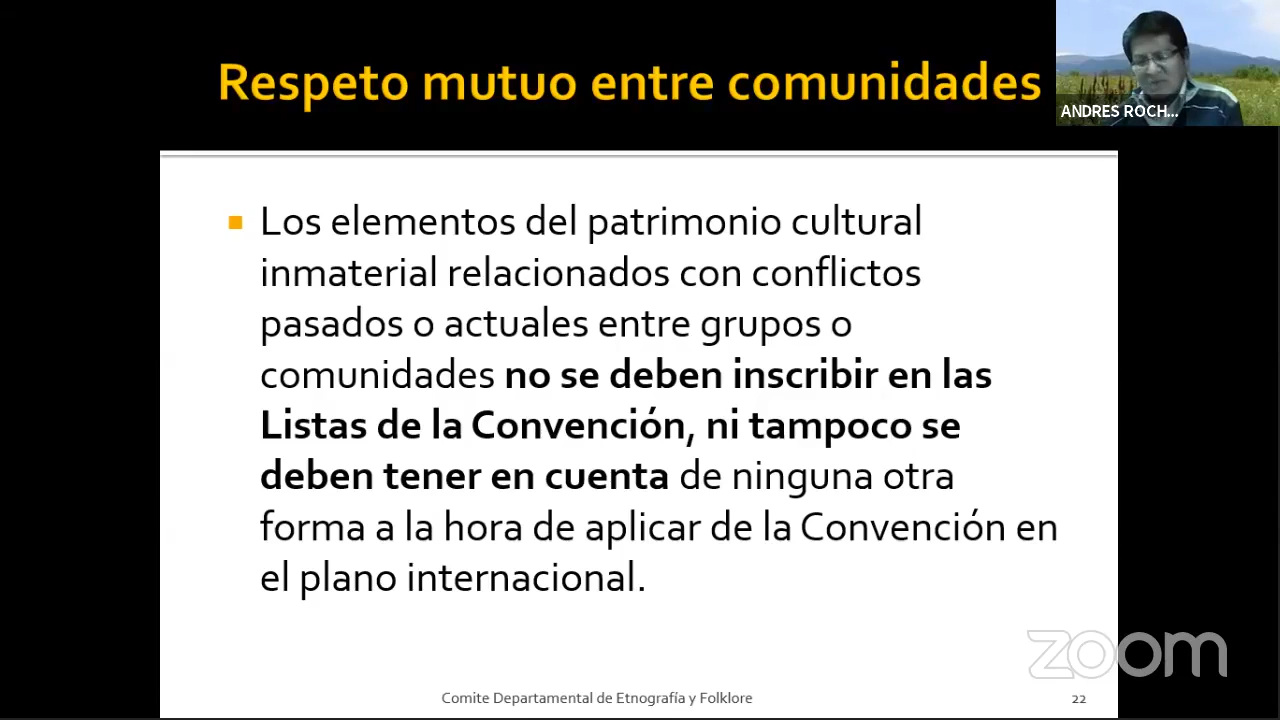 Respeto mutuo entre comunidades
ANDRES ROCH...
Los elementos del patrimonio cultural
inmaterial relacionados con conflictos
pasados o actuales entre grupos o
comunidades no se deben inscribir en las
Listas de la Convención, ni tampoco se
deben tener en cuenta de ninguna otra
forma a la hora de aplicar de la Convención en
el plano internacional.
zoom
Comite Departamental de Etnografía y Folklore
22